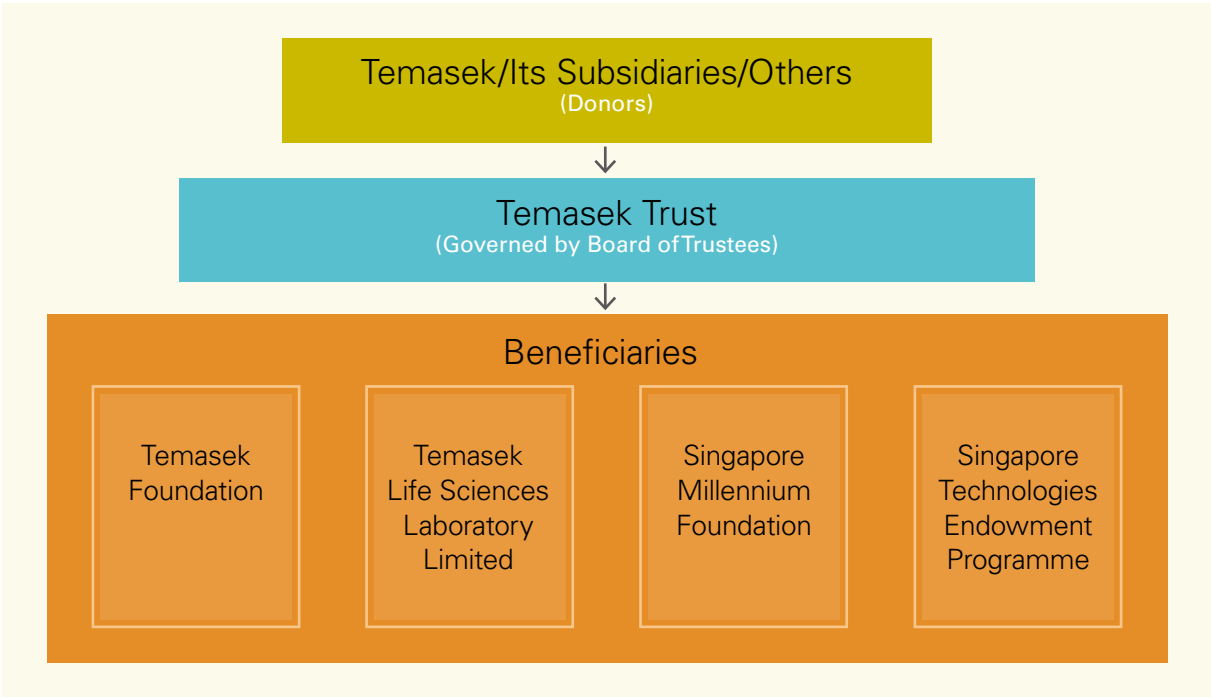 Temasek/Its Subsidiaries/Others
(Donors)
Temasek Trust
(Governed by Board of Trustees)
Beneficiaries
Temasek
Foundation
Temasek
Life Sciences
Laboratory
Limited
Singapore
Millennium
Foundation
Singapore
Technologies
Endowment
Programme